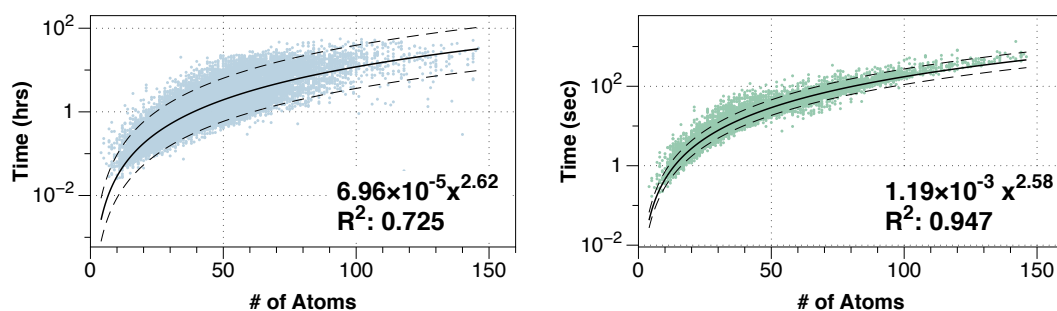 10²
1
10⁻²
Time (hrs)
6.96×10⁻⁵x²·⁶²
R²: 0.725
0 50 100 150
# of Atoms
10²
1
10⁻²
Time (sec)
1.19×10⁻³ x²·⁵⁸
R²: 0.947
0 50 100 150
# of Atoms